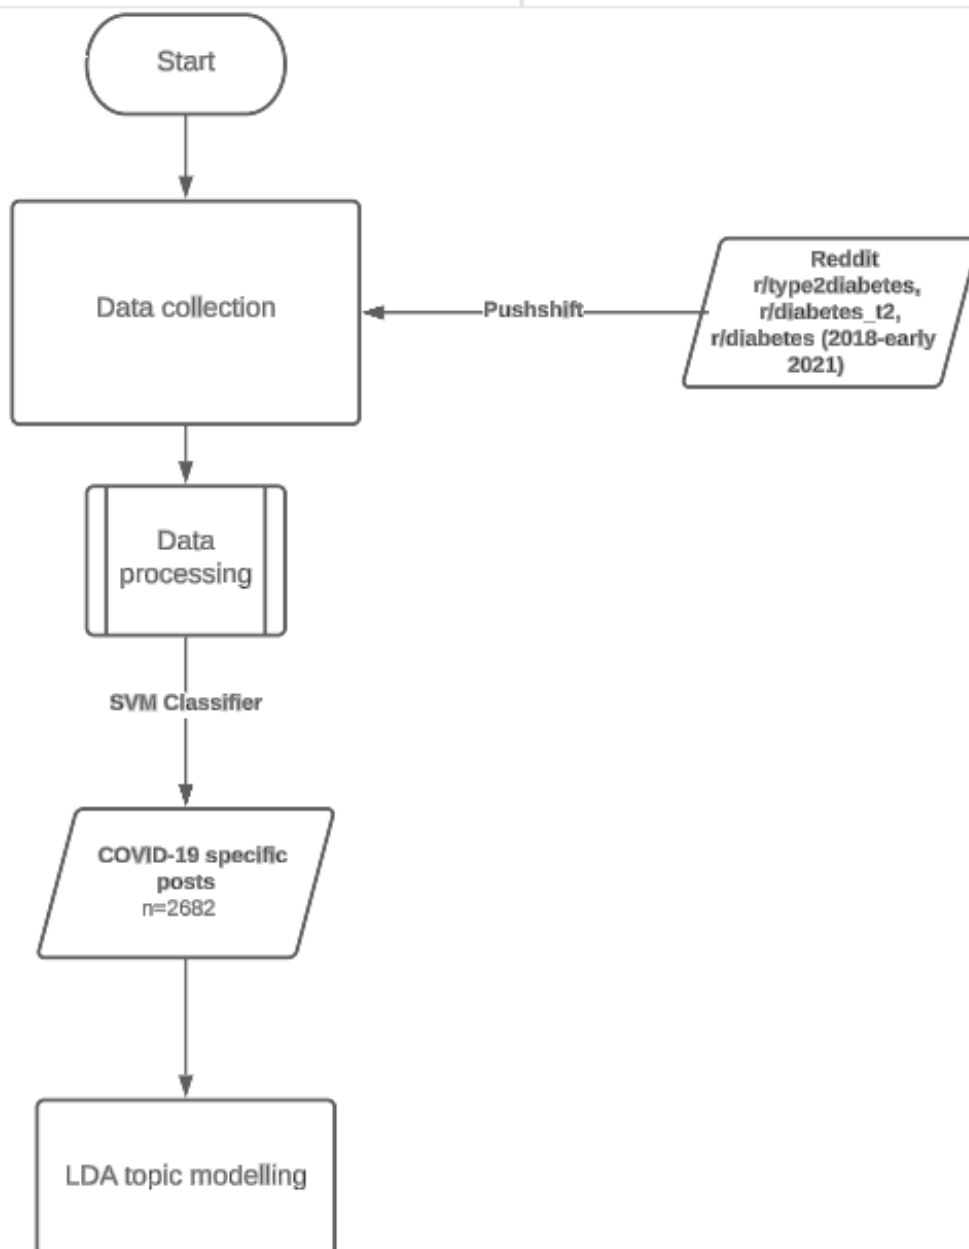 Start
Data collection
Pushshift
Reddit
r/type2diabetes,
r/diabetes_t2,
r/diabetes (2018-early
2021)
Data
processing
SVM Classifier
COVID-19 specific
posts
n=2682
LDA topic modelling